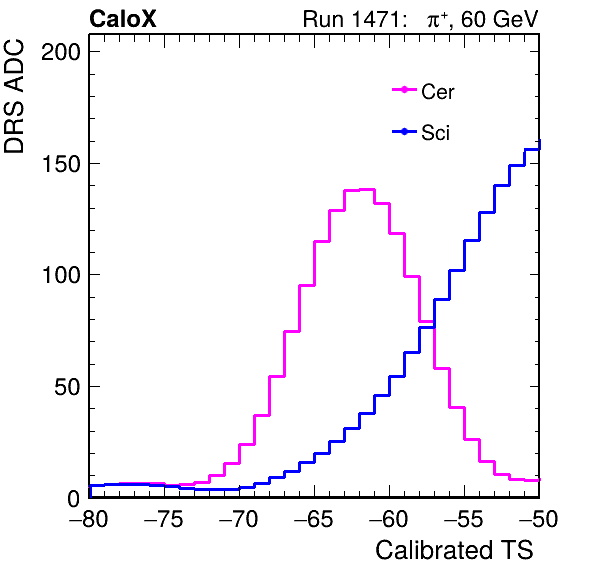 CaloX Run 1471: π⁺, 60 GeV
DRS ADC
200
150
100
50
0
Cer
Sci
−80 −75 −70 −65 −60 −55 −50
Calibrated TS